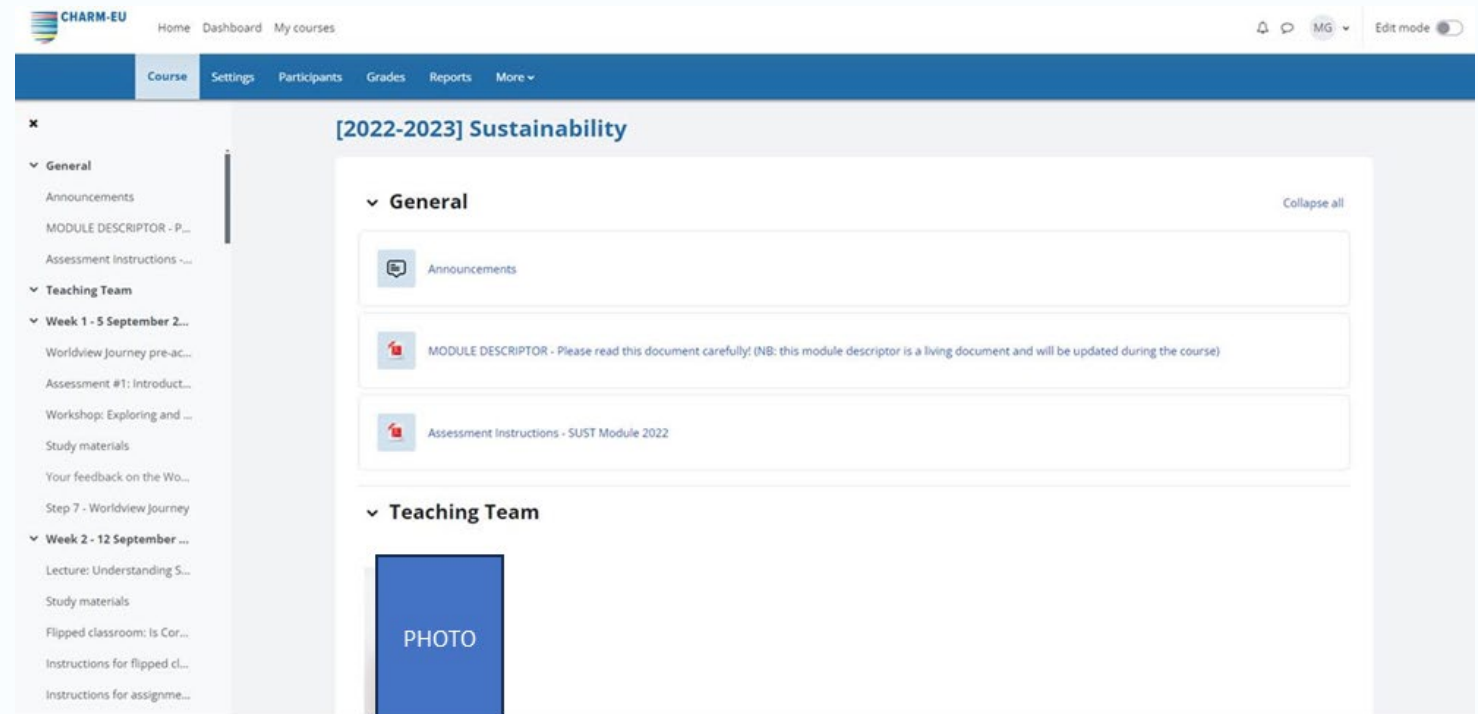 CHARM-EU
Home Dashboard My courses
MG
Edit mode
Course Settings Participants Grades Reports More
[2022-2023] Sustainability
General
Announcements
MODULE DESCRIPTOR - P...
Assessment Instructions -...
Teaching Team
Week 1 - 5 September 2...
Worldview Journey pre-ac...
Assessment #1: Introduct...
Workshop: Exploring and ...
Study materials
Your feedback on the Wo...
Step 7 - Worldview Journey
Week 2 - 12 September ...
Lecture: Understanding S...
Study materials
Flipped classroom: Is Cor...
Instructions for flipped cl...
Instructions for assignme...
General
Collapse all
Announcements
MODULE DESCRIPTOR - Please read this document carefully! (NB: this module descriptor is a living document and will be updated during the course)
Assessment Instructions - SUST Module 2022
Teaching Team
PHOTO